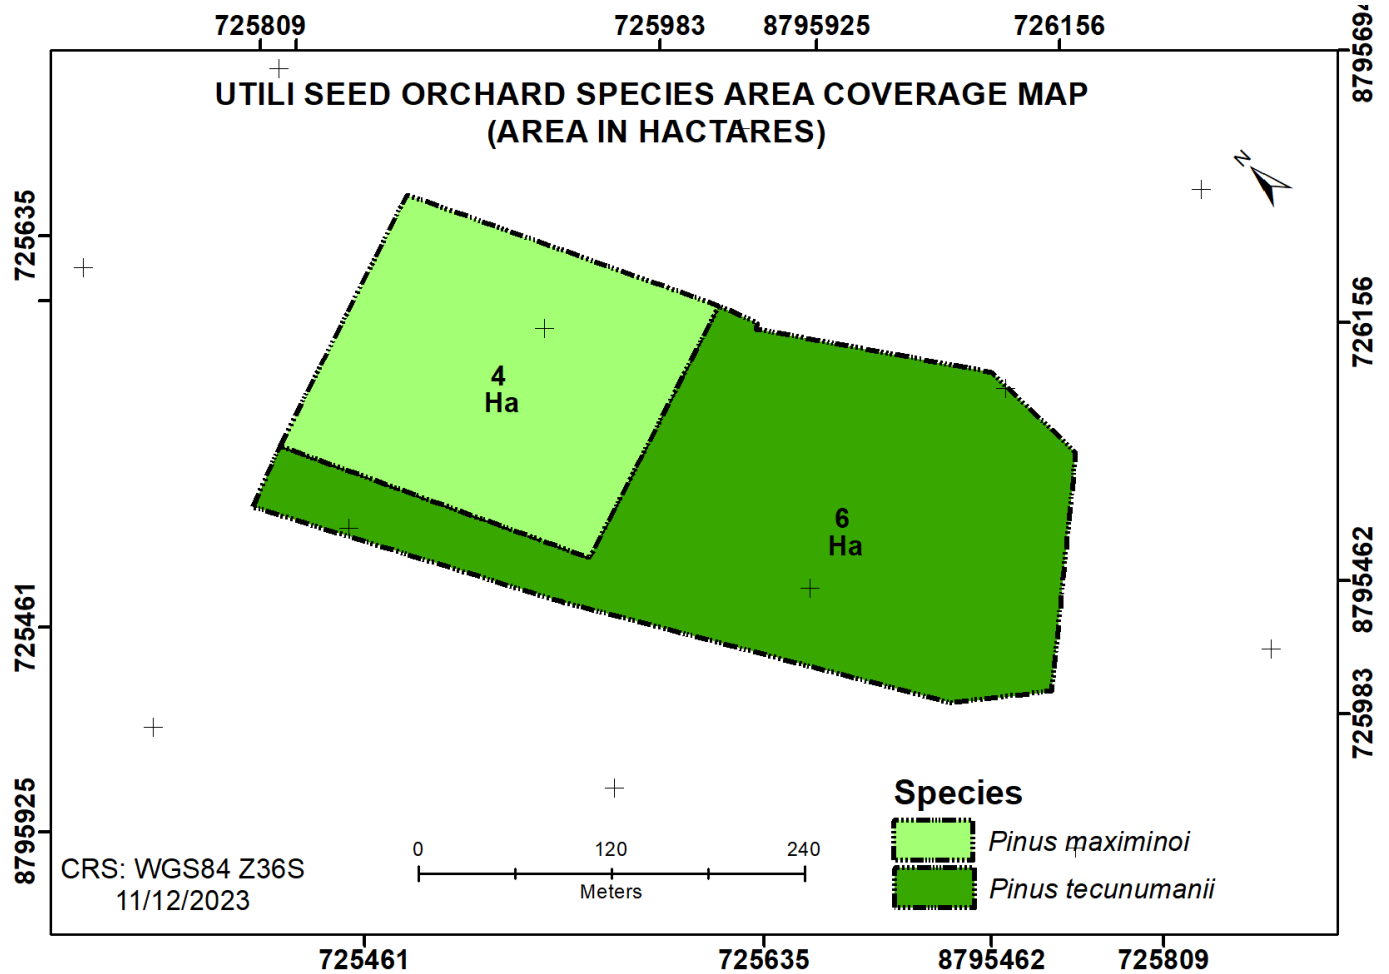 725809
725983
8795925
726156
8795694
UTILI SEED ORCHARD SPECIES AREA COVERAGE MAP
(AREA IN HACTARES)
N
725635
726156
4
Ha
6
Ha
8795462
725461
725983
8795925
Species
Pinus maximinoi
Pinus tecunumanii
0 120 240
Meters
CRS: WGS84 Z36S
11/12/2023
725461
725635
8795462
725809